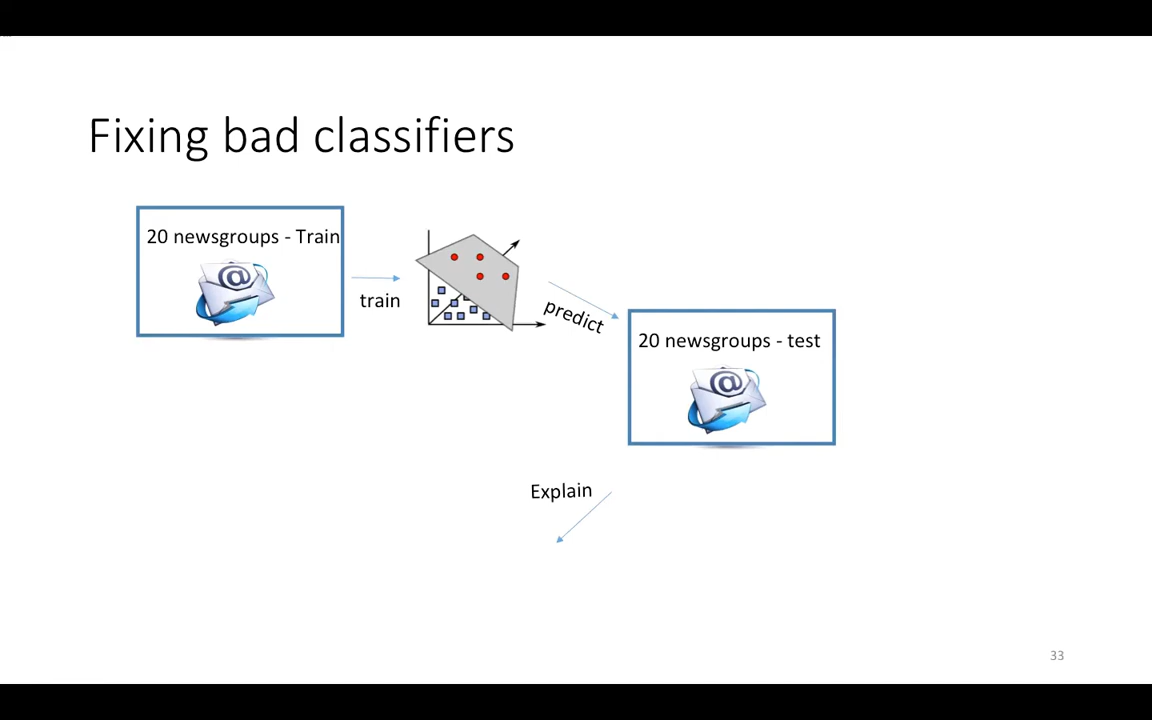 Fixing bad classifiers
20 newsgroups - Train
@
train
predict
20 newsgroups - test
@
Explain
33